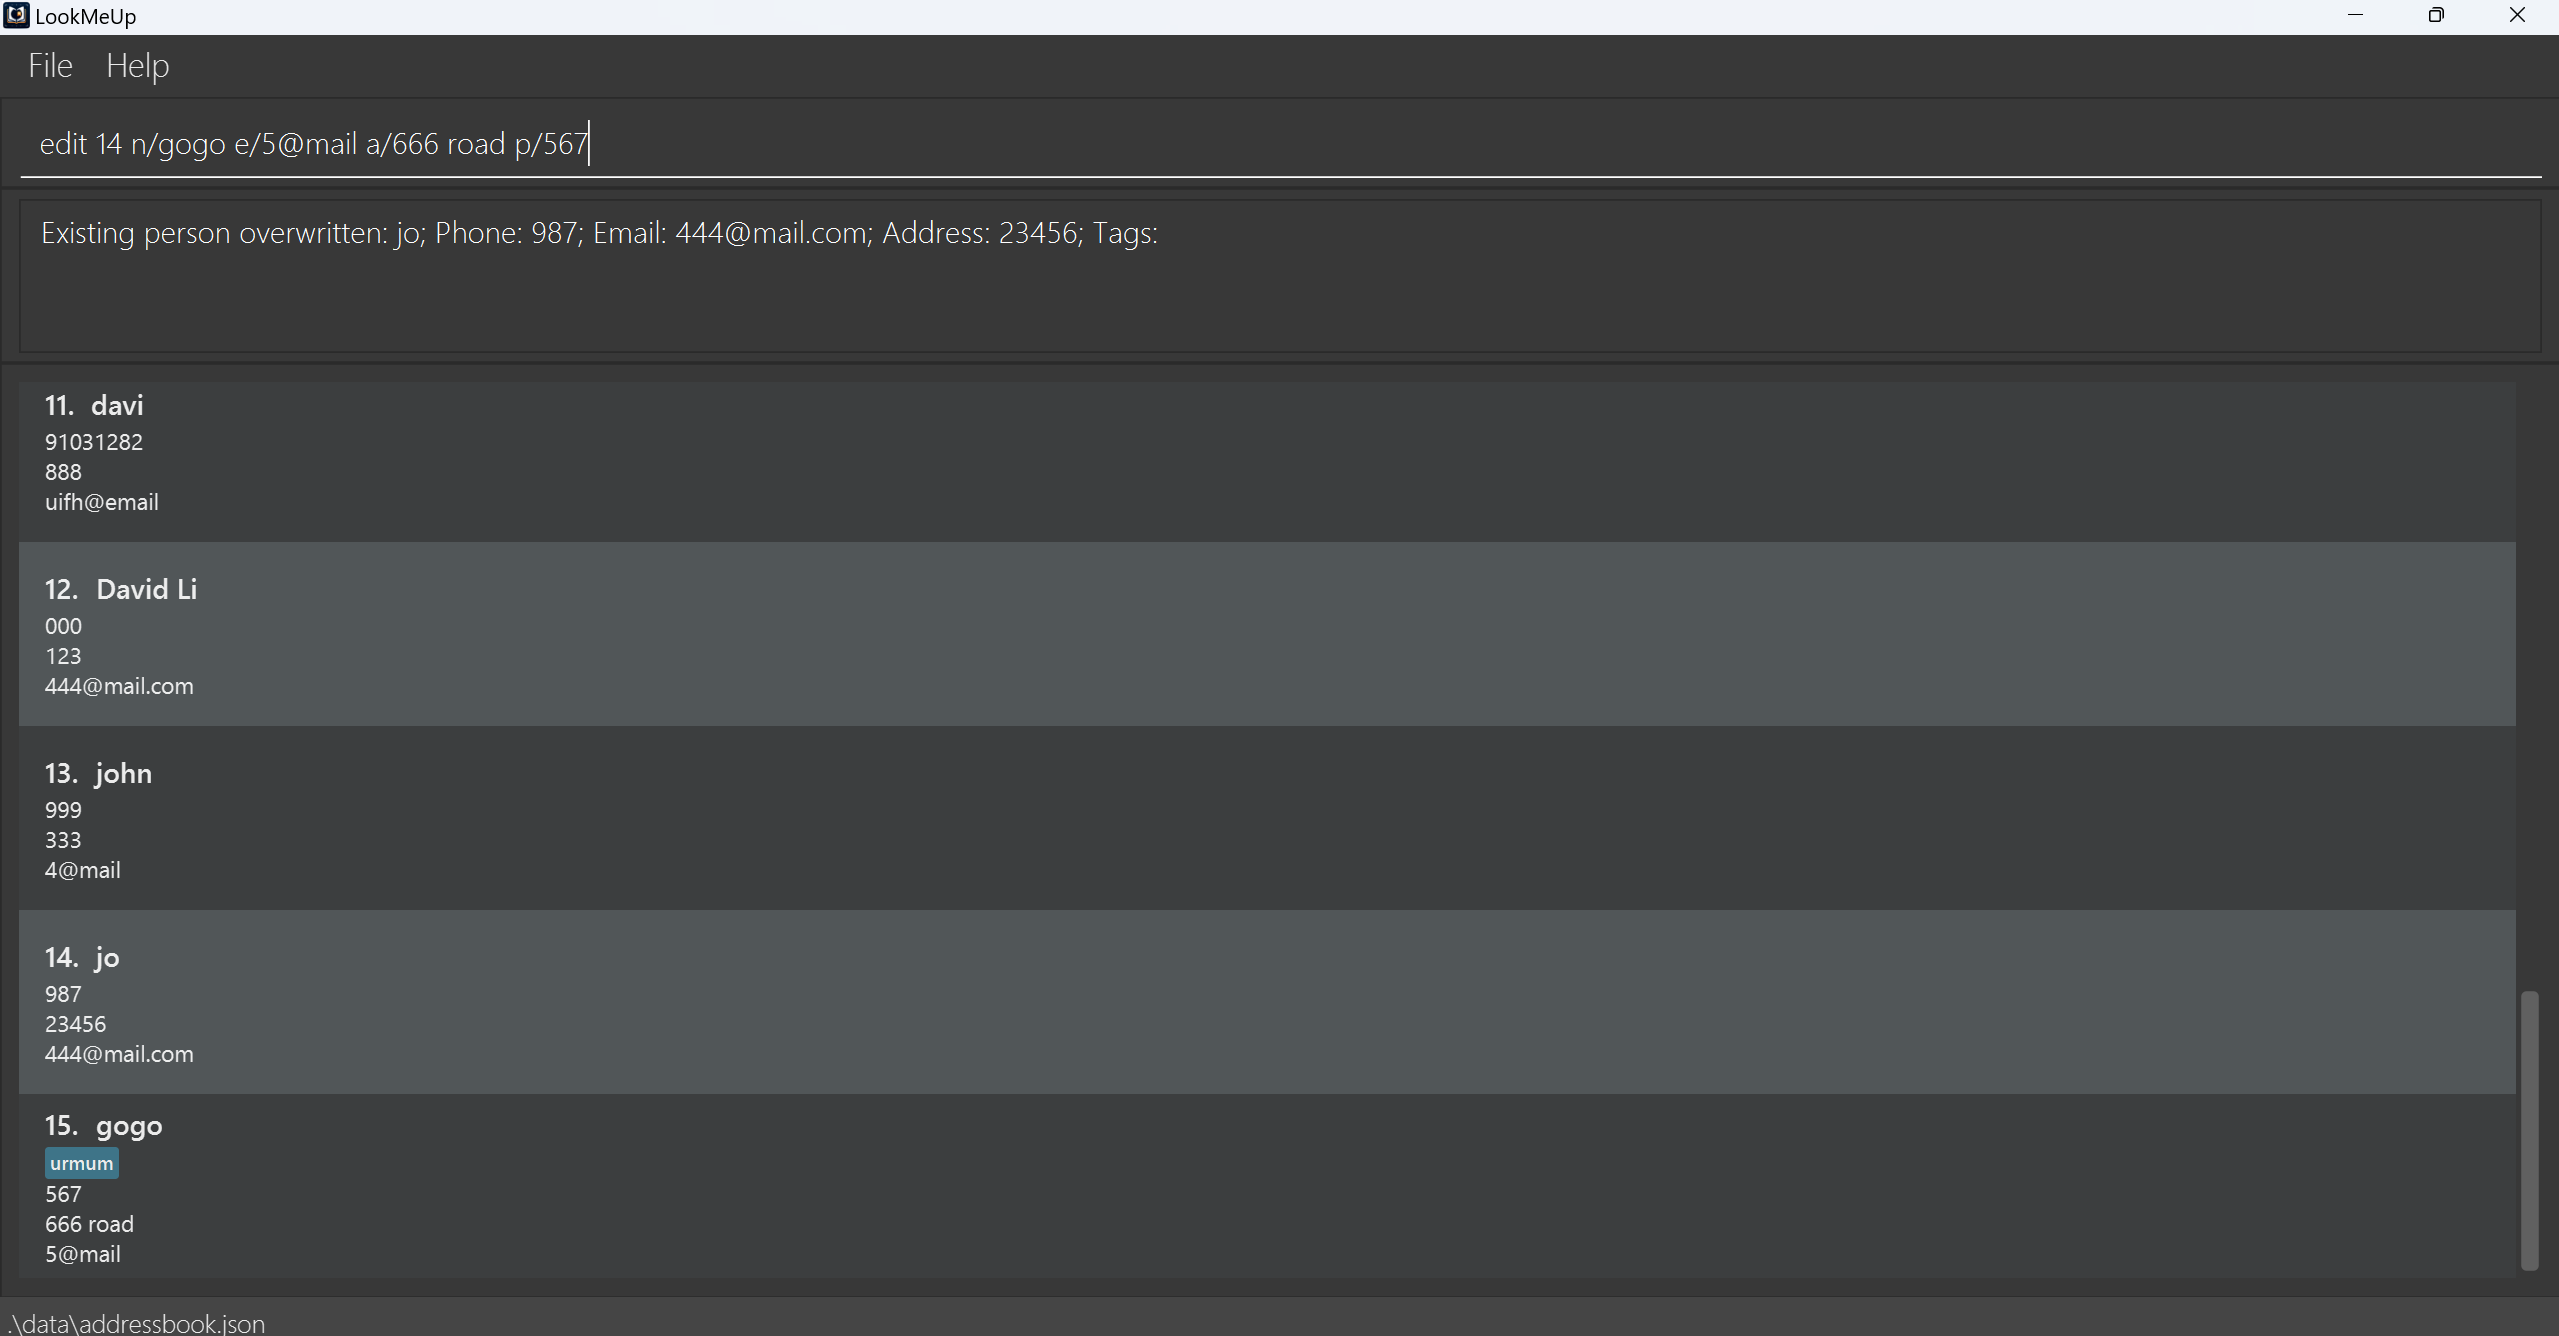 LookMeUp
File Help
edit 14 n/gogo e/5@mail a/666 road p/567
Existing person overwritten: jo; Phone: 987; Email: 444@mail.com; Address: 23456; Tags:
11. davi
91031282
888
uifh@email
12. David Li
000
123
444@mail.com
13. john
999
333
4@mail
14. jo
987
23456
444@mail.com
15. gogo
urmum
567
666 road
5@mail
.\data\addressbook.json